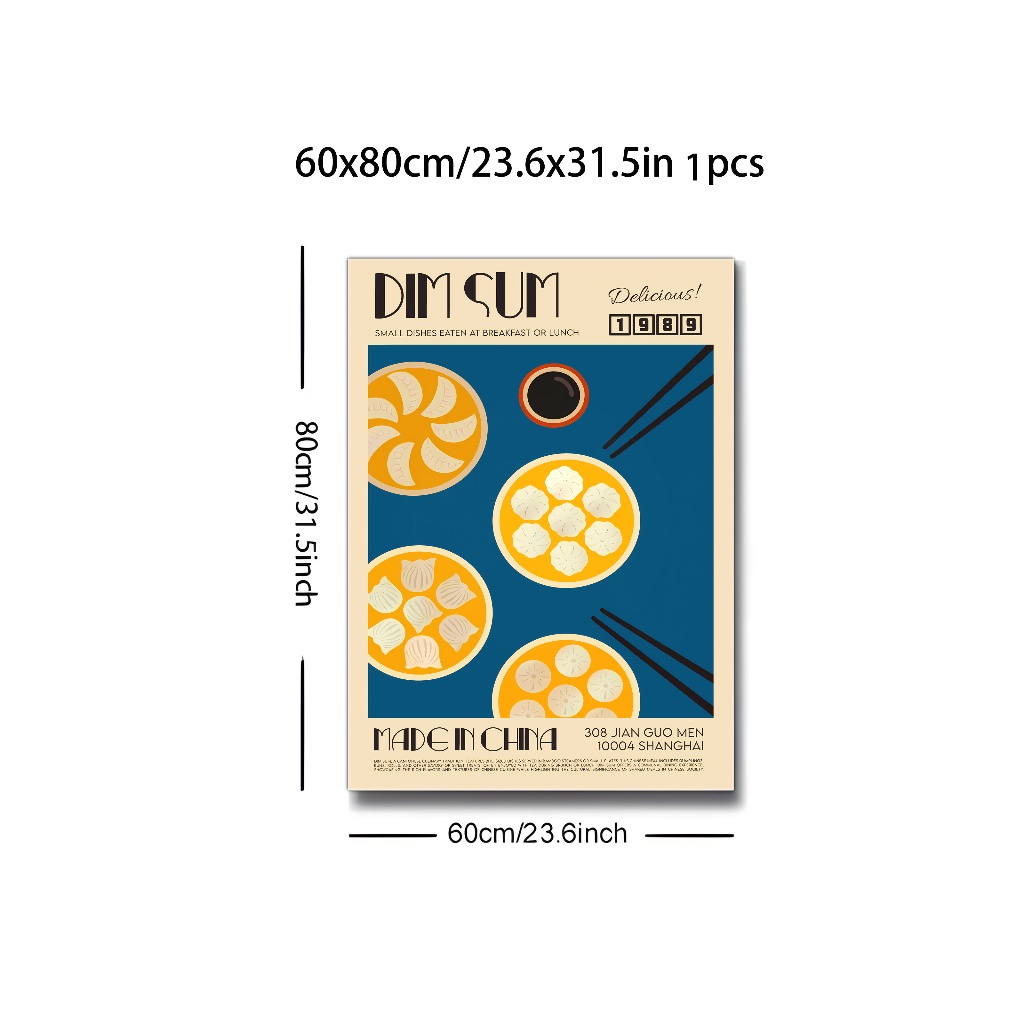 60x80cm/23.6x31.5in 1pcs
DIM SUM
SMALL DISHES EATEN AT BREAKFAST OR LUNCH
Delicious!
1989
80cm/31.5inch
MADE IN CHINA
308 JIAN GUO MEN
10004 SHANGHAI
60cm/23.6inch